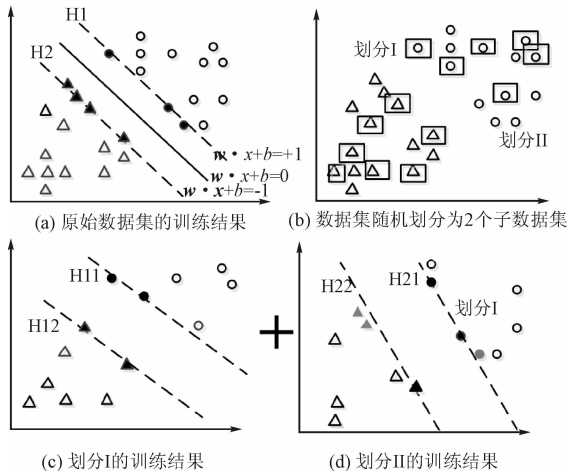 H1
H2
w · x+b=+1
w · x+b=0
w · x+b=-1
(a) 原始数据集的训练结果
划分I
划分II
(b) 数据集随机划分为2个子数据集
H11
H12
(c) 划分I的训练结果
+
H22
H21
划分I
(d) 划分II的训练结果